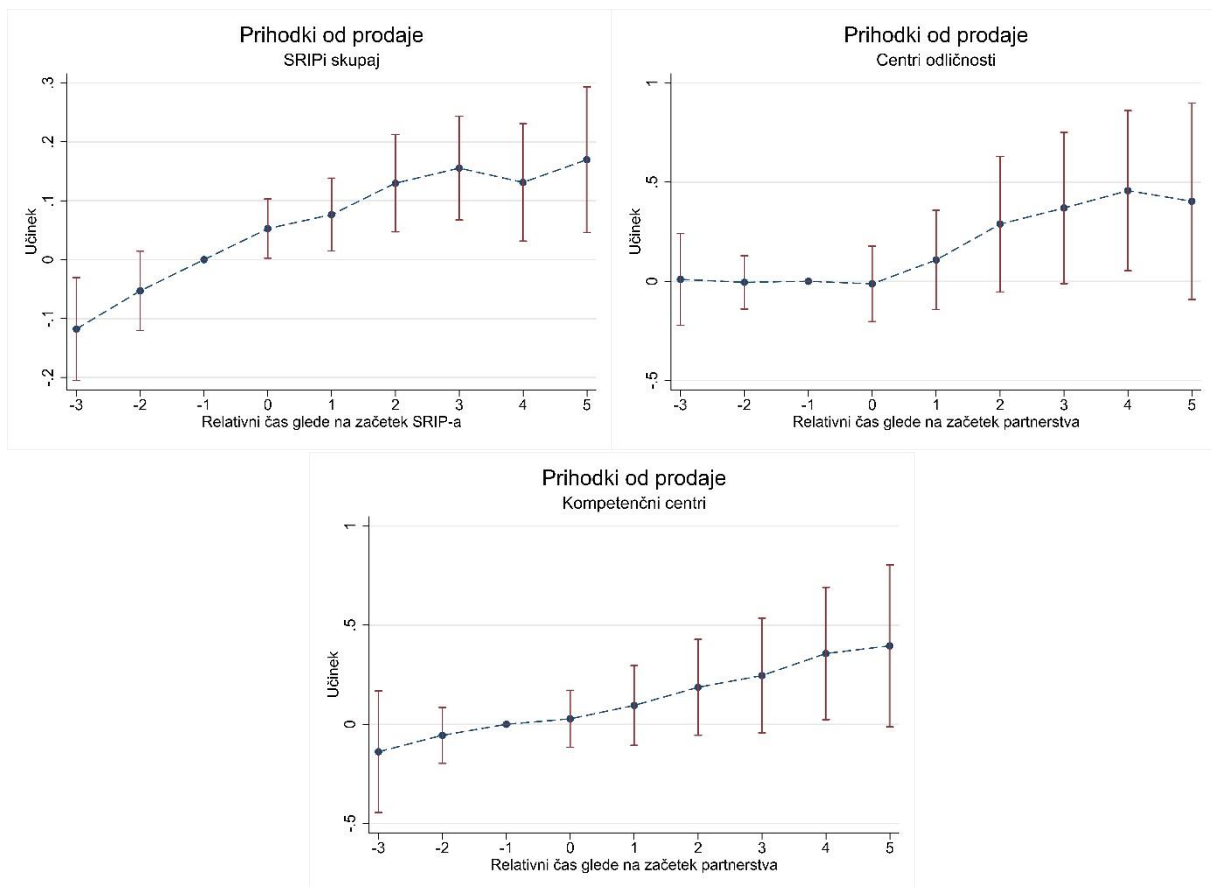 Prihodki od prodaje
SRIPi skupaj
Učinek
.3
.2
.1
0
-.1
-.2
-3 -2 -1 0 1 2 3 4 5
Relativni čas glede na začetek SRIP-a
Prihodki od prodaje
Centri odličnosti
Učinek
1
.5
0
-.5
-3 -2 -1 0 1 2 3 4 5
Relativni čas glede na začetek partnerstva
Prihodki od prodaje
Kompetenčni centri
Učinek
1
.5
0
-.5
-3 -2 -1 0 1 2 3 4 5
Relativni čas glede na začetek partnerstva